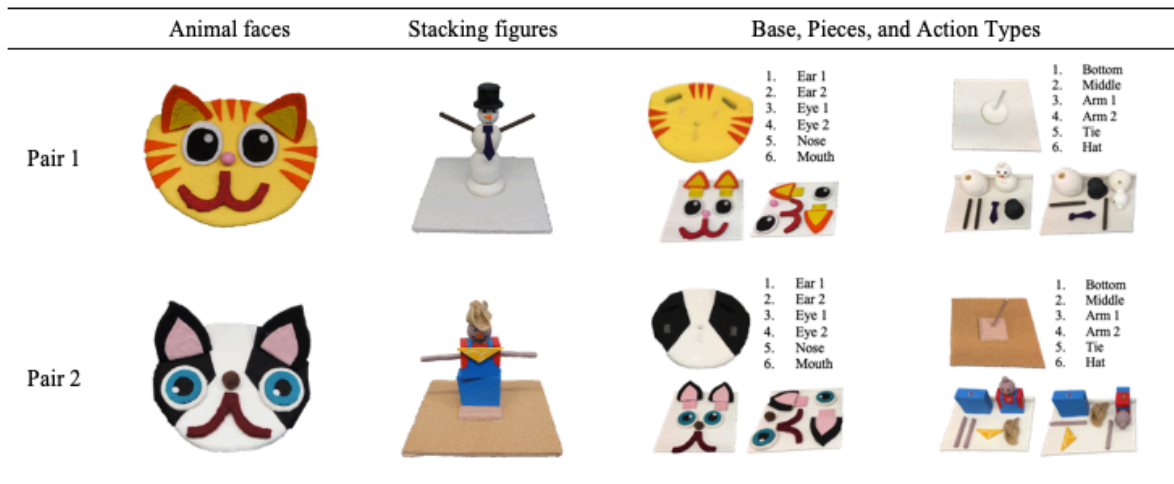 Animal faces Stacking figures Base, Pieces, and Action Types
Pair 1
1. Ear 1
2. Ear 2
3. Eye 1
4. Eye 2
5. Nose
6. Mouth
1. Bottom
2. Middle
3. Arm 1
4. Arm 2
5. Tie
6. Hat
Pair 2
1. Ear 1
2. Ear 2
3. Eye 1
4. Eye 2
5. Nose
6. Mouth
1. Bottom
2. Middle
3. Arm 1
4. Arm 2
5. Tie
6. Hat